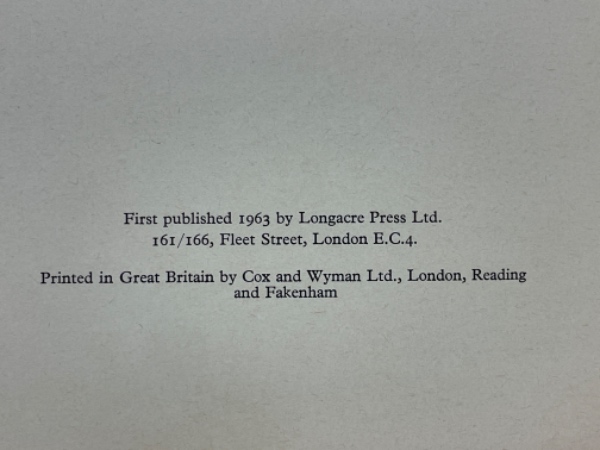 First published 1963 by Longacre Press Ltd.
161/166, Fleet Street, London E.C.4.
Printed in Great Britain by Cox and Wyman Ltd., London, Reading
and Fakenham